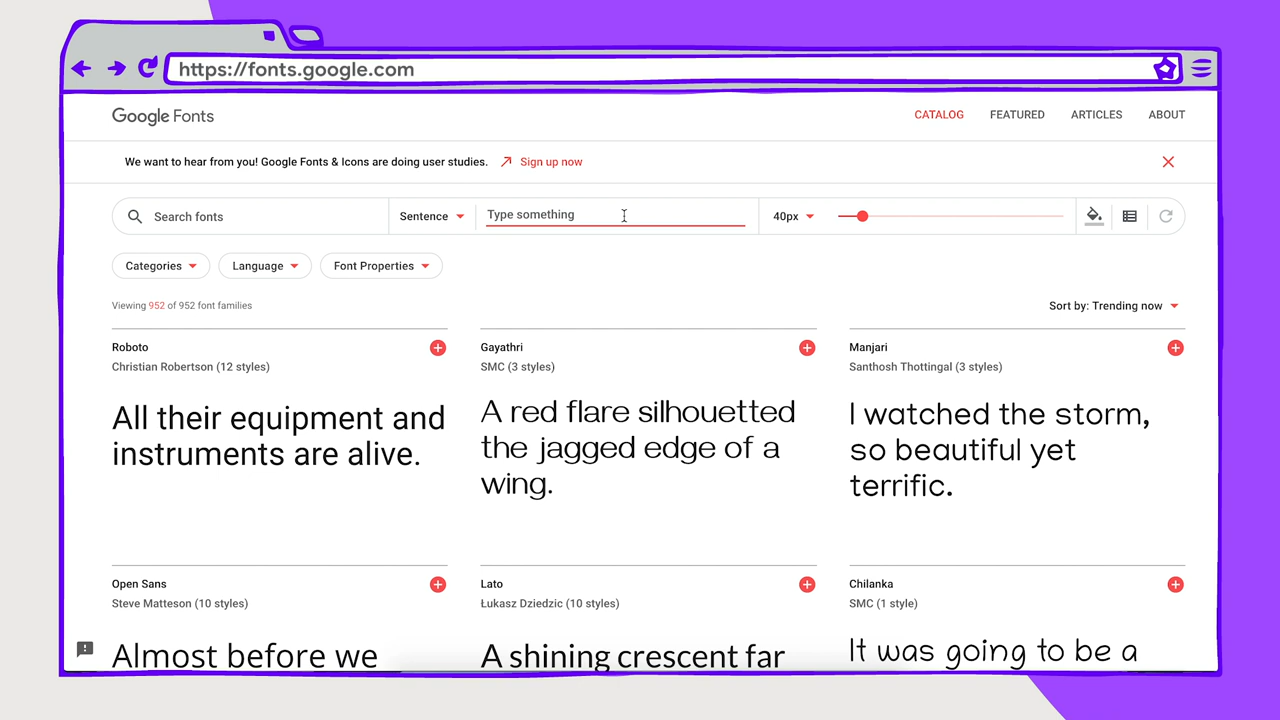 https://fonts.google.com
Google Fonts
CATALOG FEATURED ARTICLES ABOUT
We want to hear from you! Google Fonts & Icons are doing user studies. Sign up now
Search fonts Sentence Type something 40px
Categories Language Font Properties
Viewing 952 of 952 font families Sort by: Trending now
Roboto
Christian Robertson (12 styles)
All their equipment and
instruments are alive.
Gayathri
SMC (3 styles)
A red flare silhouetted
the jagged edge of a
wing.
Manjari
Santhosh Thottingal (3 styles)
I watched the storm,
so beautiful yet
terrific.
Open Sans
Steve Matteson (10 styles)
Almost before we
Lato
Łukasz Dziedzic (10 styles)
A shining crescent far
Chilanka
SMC (1 style)
It was going to be a